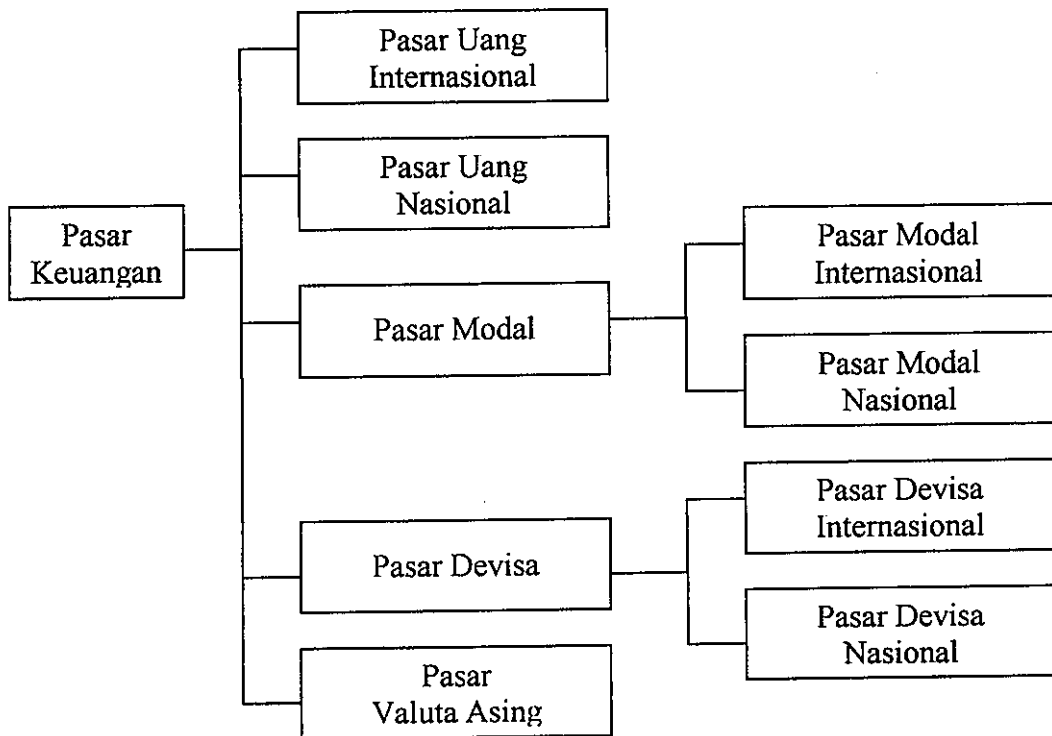 Pasar Uang
Internasional
Pasar Uang
Nasional
Pasar
Keuangan
Pasar Modal
Internasional
Pasar Modal
Pasar Modal
Nasional
Pasar Devisa
Internasional
Pasar Devisa
Pasar Devisa
Nasional
Pasar
Valuta Asing